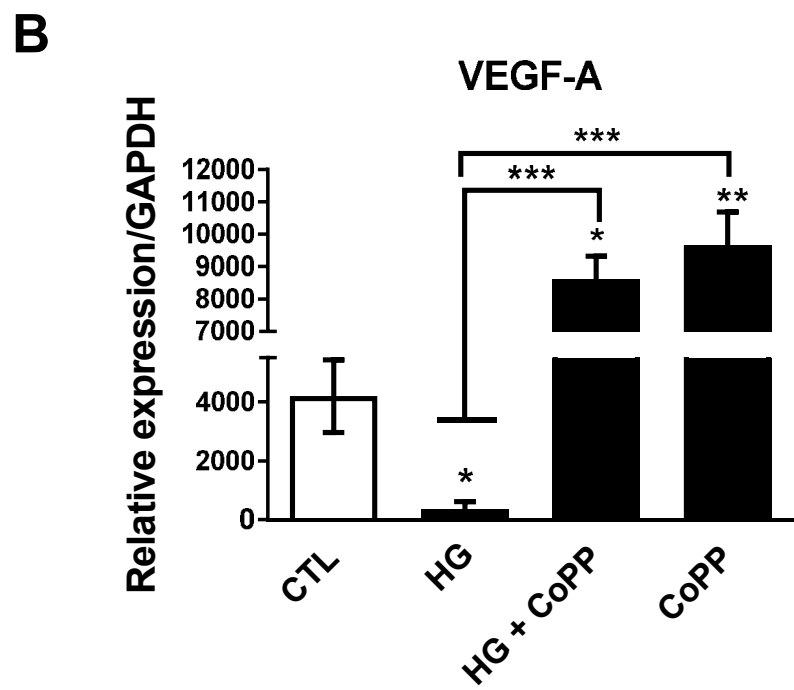 B
VEGF-A
Relative expression/GAPDH
***
***
12000
11000
10000
9000
8000
7000
4000
2000
0
*
*
**
CTL
HG
HG + CoPP
CoPP